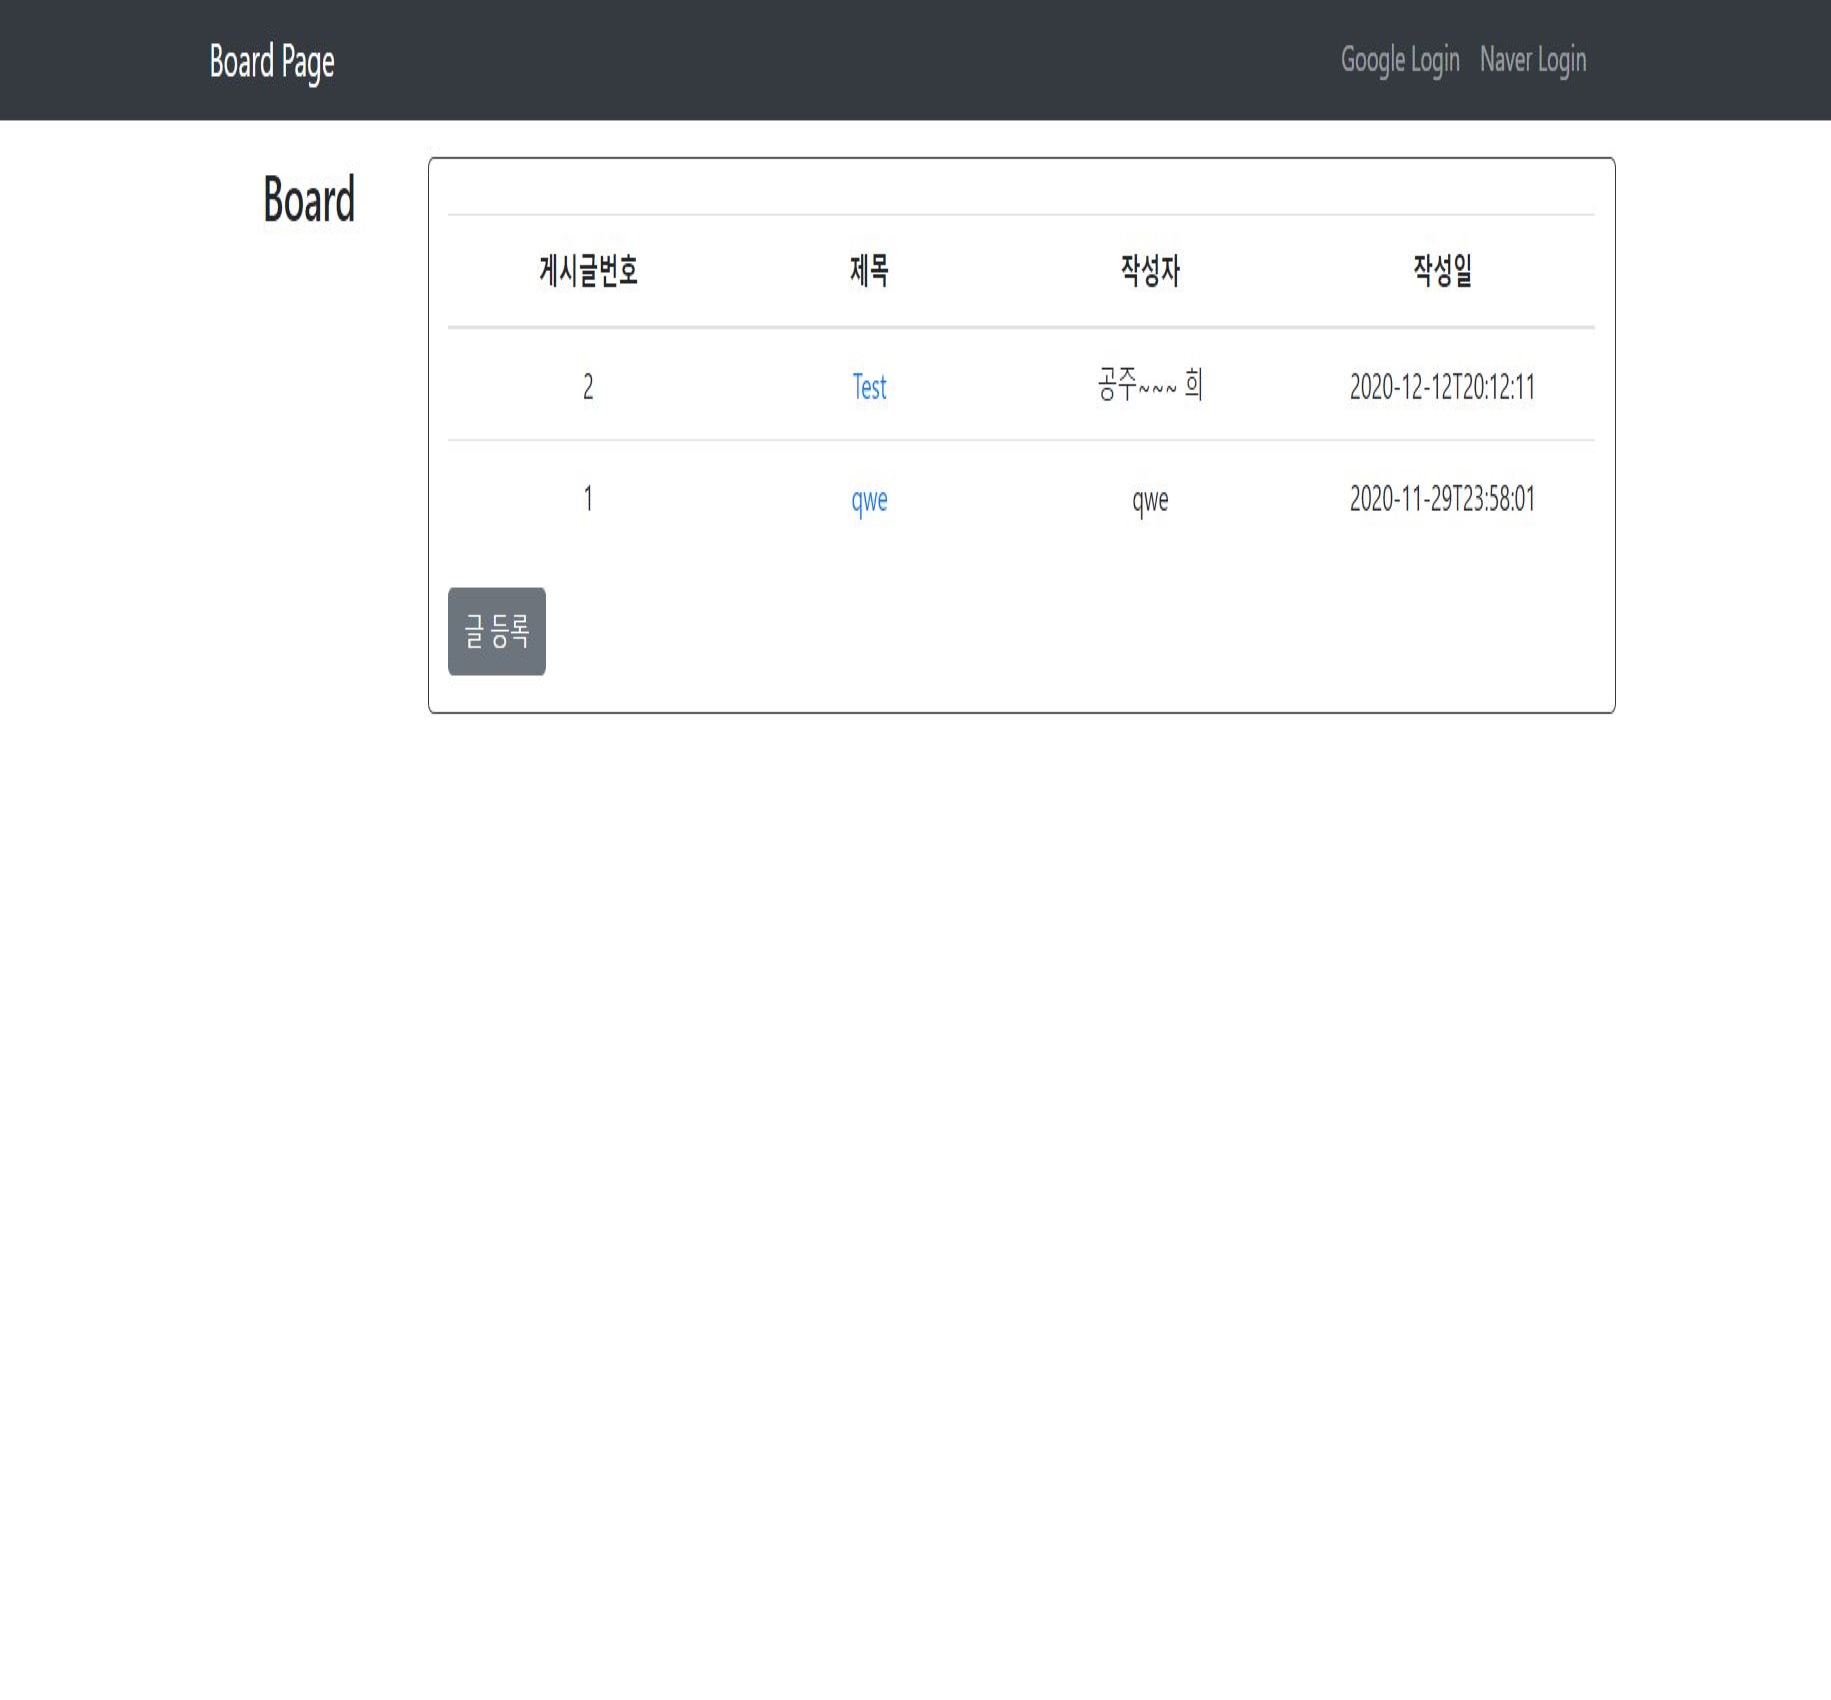 Board Page Google Login Naver Login
Board
게시글번호 제목 작성자 작성일
2 Test 공주~~~ 희 2020-12-12T20:12:11
1 qwe qwe 2020-11-29T23:58:01
글 등록